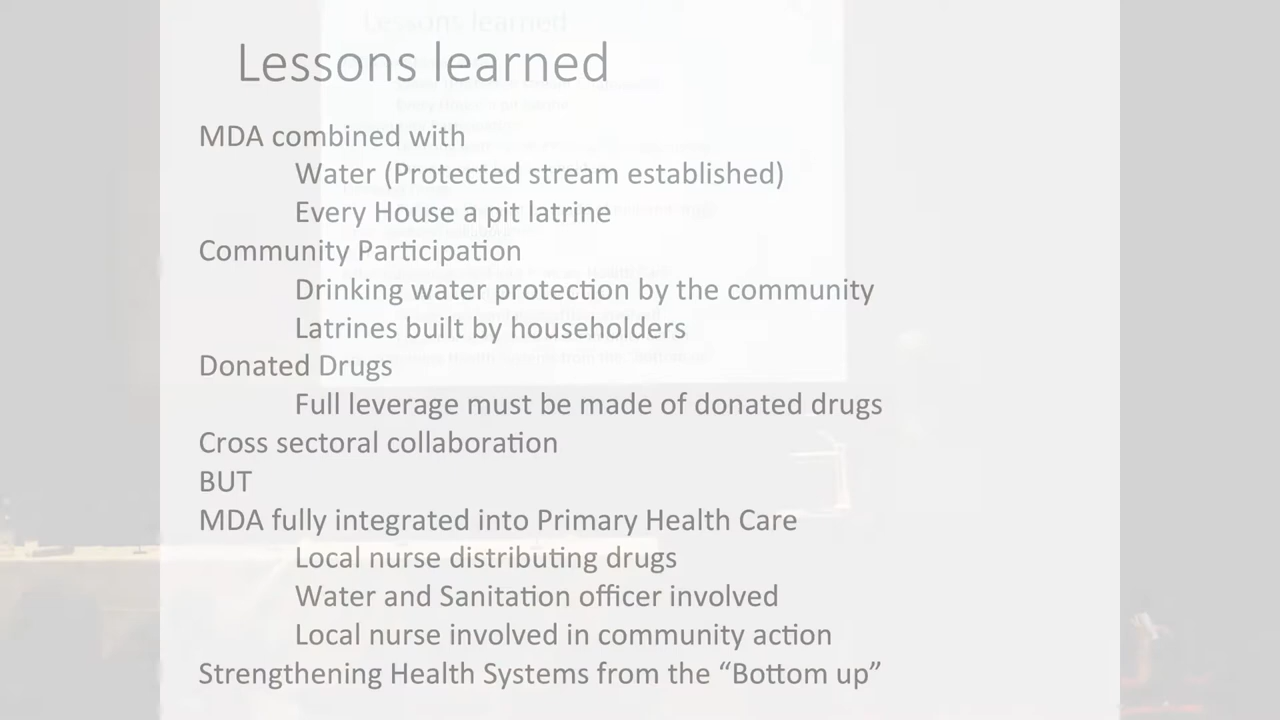 Lessons learned
MDA combined with
Water (Protected stream established)
Every House a pit latrine
Community Participation
Drinking water protection by the community
Latrines built by householders
Donated Drugs
Full leverage must be made of donated drugs
Cross sectoral collaboration
BUT
MDA fully integrated into Primary Health Care
Local nurse distributing drugs
Water and Sanitation officer involved
Local nurse involved in community action
Strengthening Health Systems from the “Bottom up”